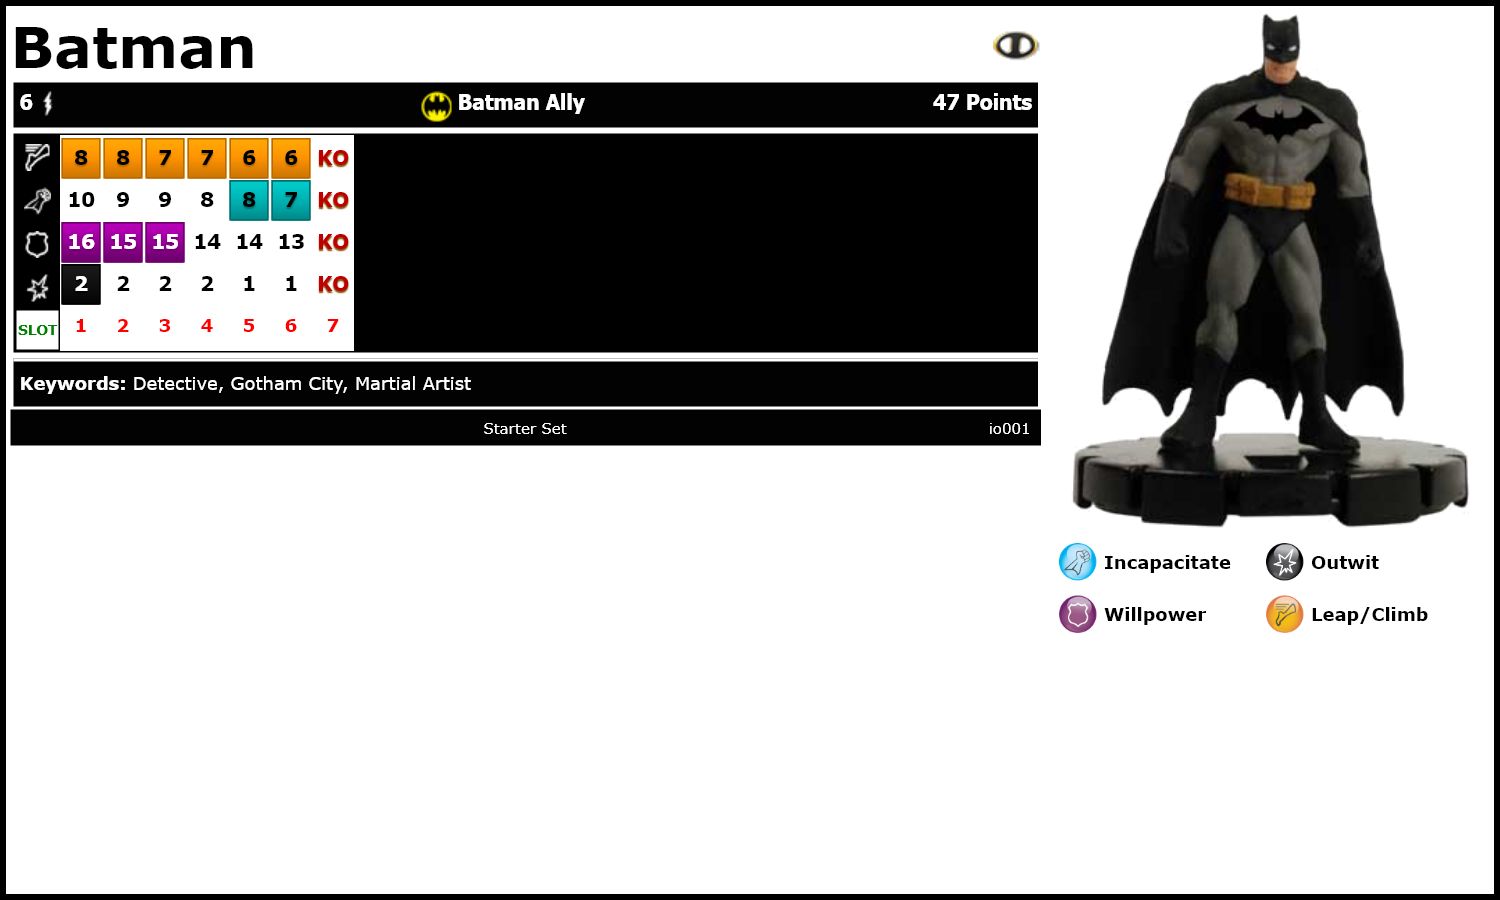 Batman
6 Batman Ally 47 Points
8 8 7 7 6 6 KO
10 9 9 8 8 7 KO
16 15 15 14 14 13 KO
2 2 2 2 1 1 KO
SLOT 1 2 3 4 5 6 7
Keywords: Detective, Gotham City, Martial Artist
Starter Set io001
Incapacitate Outwit
Willpower Leap/Climb